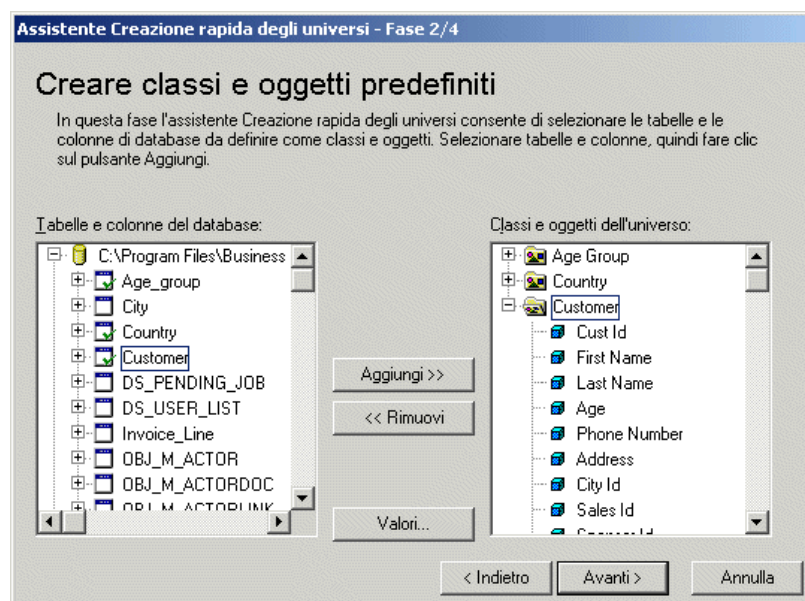 Assistente Creazione rapida degli universi - Fase 2/4
Creare classi e oggetti predefiniti
In questa fase l'assistente Creazione rapida degli universi consente di selezionare le tabelle e le
colonne di database da definire come classi e oggetti. Selezionare tabelle e colonne, quindi fare clic
sul pulsante Aggiungi.
Tabelle e colonne del database:
C:\Program Files\Business
Age_group
City
Country
Customer
DS_PENDING_JOB
DS_USER_LIST
Invoice_Line
OBJ_M_ACTOR
OBJ_M_ACTORDOC
OBJ_M_ACTORLINK
Aggiungi >>
<< Rimuovi
Valori...
Classi e oggetti dell'universo:
Age Group
Country
Customer
Cust Id
First Name
Last Name
Age
Phone Number
Address
City Id
Sales Id
< Indietro
Avanti >
Annulla